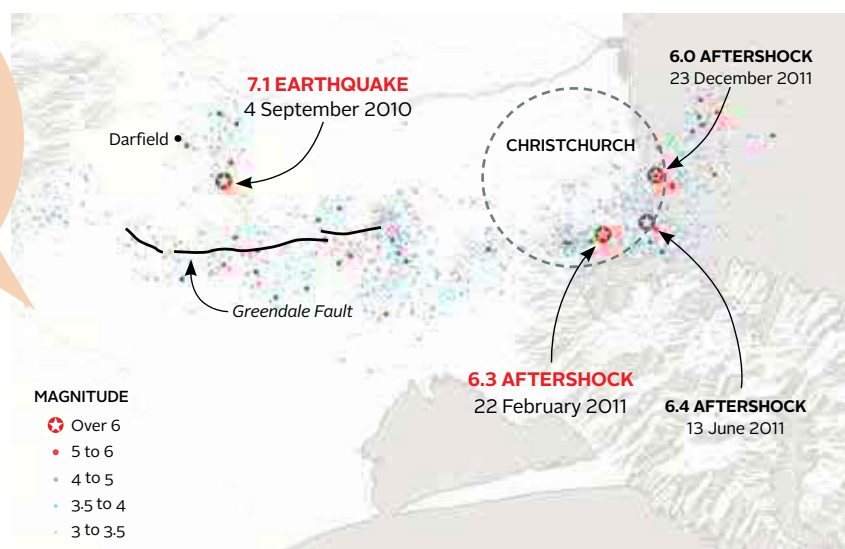 6.0 AFTERSHOCK
23 December 2011
7.1 EARTHQUAKE
4 September 2010
Darfield
CHRISTCHURCH
Greendale Fault
6.3 AFTERSHOCK
22 February 2011
6.4 AFTERSHOCK
13 June 2011
MAGNITUDE
Over 6
5 to 6
4 to 5
3.5 to 4
3 to 3.5